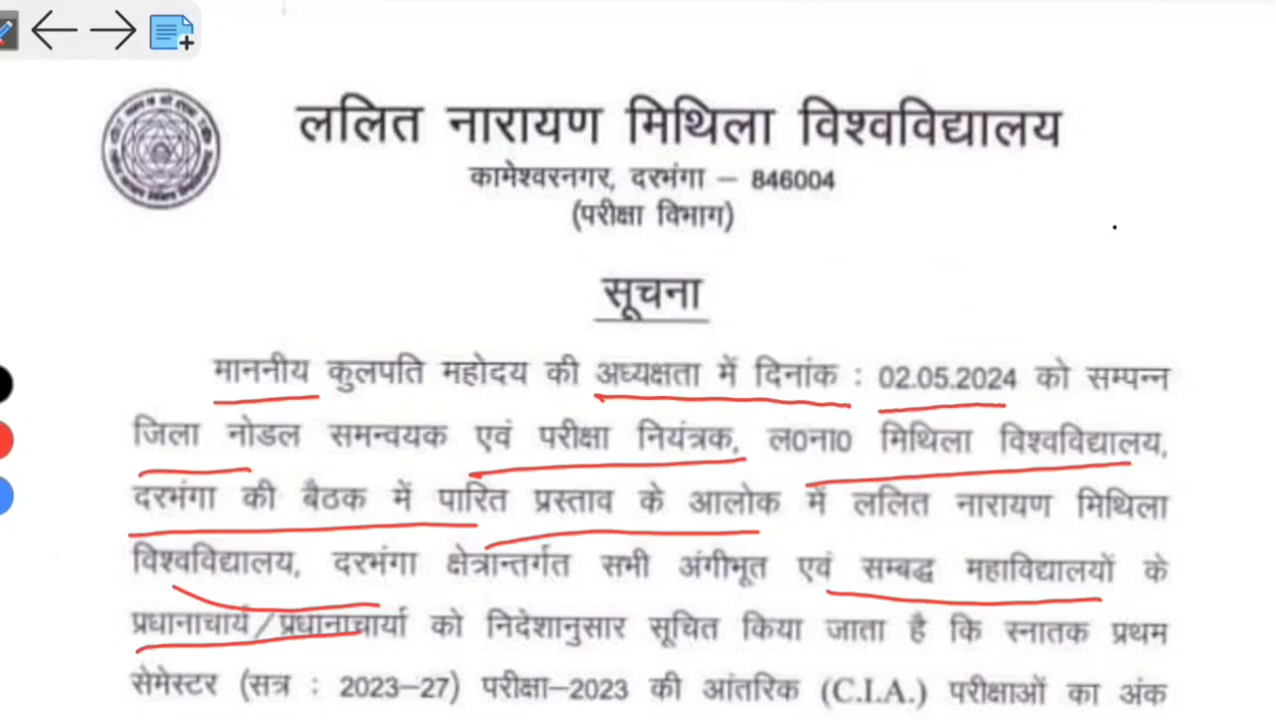 ललित नारायण मिथिला विश्वविद्यालय
कामेश्वरनगर, दरभंगा – 846004
(परीक्षा विभाग)
सूचना
माननीय कुलपति महोदय की अध्यक्षता में दिनांक : 02.05.2024 को सम्पन्न
जिला नोडल समन्वयक एवं परीक्षा नियंत्रक, ल0ना0 मिथिला विश्वविद्यालय,
दरभंगा की बैठक में पारित प्रस्ताव के आलोक में ललित नारायण मिथिला
विश्वविद्यालय, दरभंगा क्षेत्रान्तर्गत सभी अंगीभूत एवं सम्बद्ध महाविद्यालयों के
प्रधानाचार्य/प्रधानाचार्या को निदेशानुसार सूचित किया जाता है कि स्नातक प्रथम
सेमेस्टर (सत्र : 2023–27) परीक्षा–2023 की आंतरिक (C.I.A.) परीक्षाओं का अंक